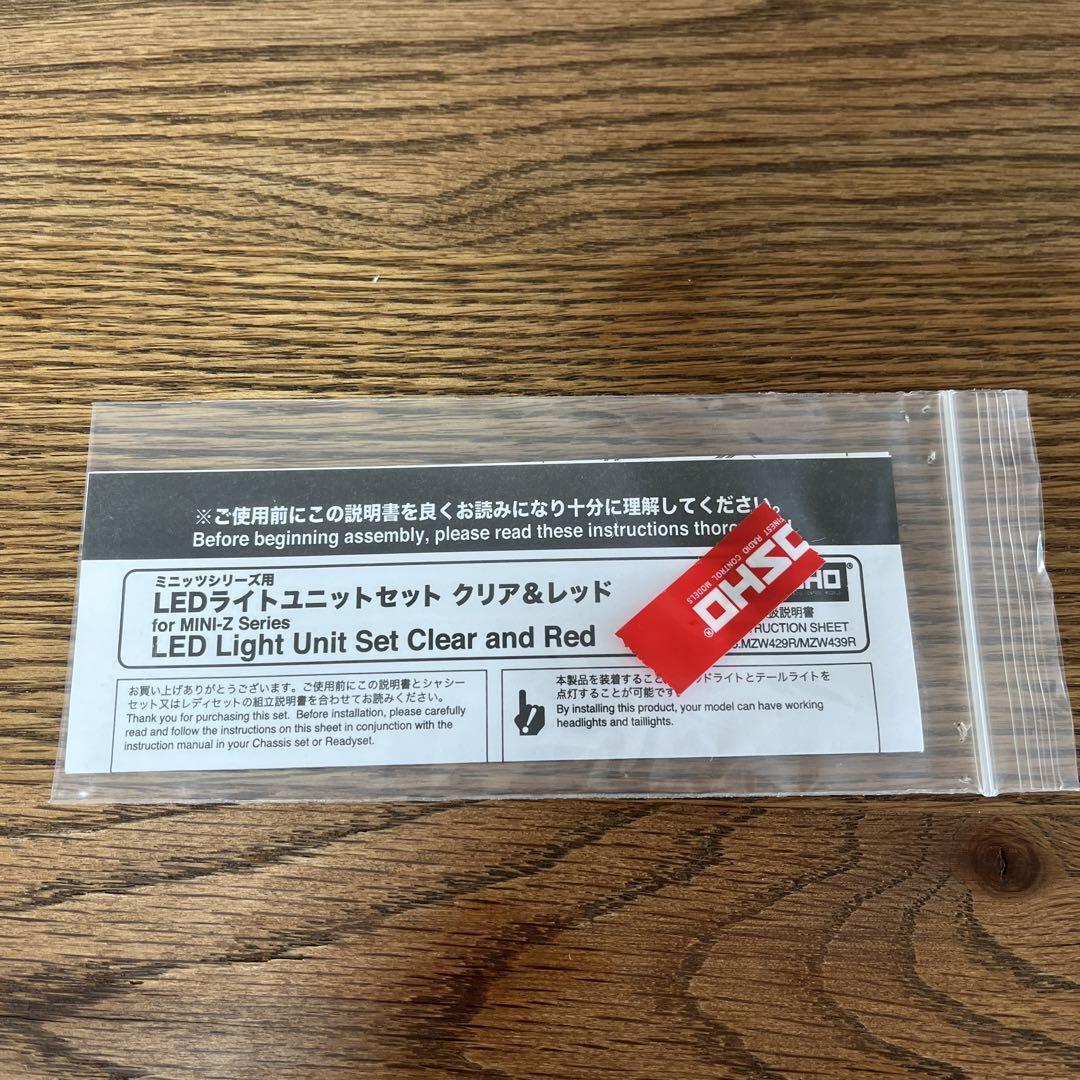 ※ご使用前にこの説明書を良くお読みになり十分に理解してください。
Before beginning assembly, please read these instructions
ミニッツシリーズ用
LEDライトユニットセット クリア&レッド
for MINI-Z Series
LED Light Unit Set Clear and Red
FINEST RADIO CONTROL MODELS
OSHO®
SHO®
扱説明書
RUCTION SHEET
.MZW429R/MZW439R
お買い上げありがとうございます。ご使用前にこの説明書とシャシー
セット又はレディセットの組立説明書を合わせてお読みください。
Thank you for purchasing this set. Before installation, please carefully
read and follow the instructions on this sheet in conjunction with the
instruction manual in your Chassis set or Readyset.
本製品を装着すること ドライトとテールライトを
点灯することが可能です
By installing this product, your model can have working
headlights and taillights.